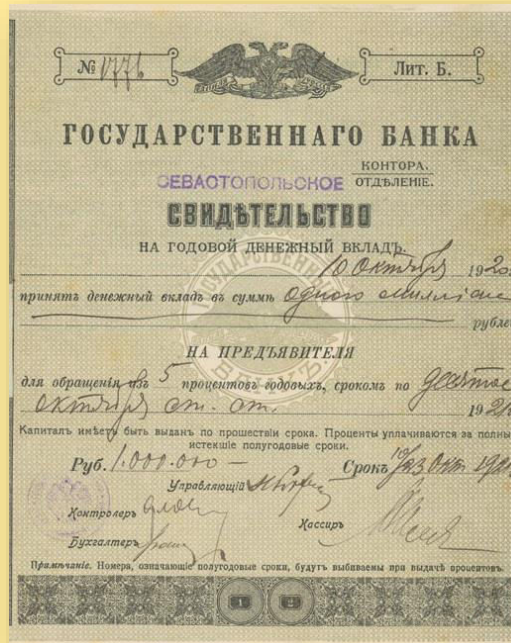 № 0776 Лит. Б.
ГОСУДАРСТВЕННАГО БАНКА
КОНТОРА.
СЕВАСТОПОЛЬСКОЕ ОТДѢЛЕНІЕ.
СВИДѢТЕЛЬСТВО
НА ГОДОВОЙ ДЕНЕЖНЫЙ ВКЛАДЪ.
10 Октября 1920
принятъ денежный вкладъ въ суммѣ одного милліона
рублей
НА ПРЕДЪЯВИТЕЛЯ
для обращенія изъ 5 процентовъ годовыхъ, срокомъ по десятое
октября ст. ст. 192
Капиталъ имѣетъ быть выданъ по прошествіи срока. Проценты уплачиваются за полные
истекшіе полугодовые сроки.
Руб. 1.000.000 — Срокъ 10/23 Окт. 1921
Управляющій
Контролеръ
Кассиръ
Бухгалтеръ
Примѣчаніе. Номера, означающіе полугодовые сроки, будутъ выбиваемы при выдачѣ процентовъ.
1 2